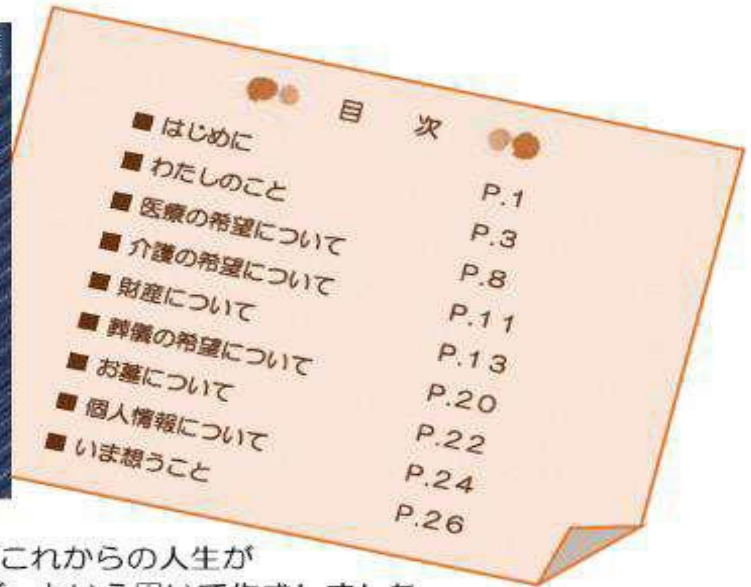 目 次
■ はじめに P.1
■ わたしのこと P.3
■ 医療の希望について P.8
■ 介護の希望について P.11
■ 財産について P.13
■ 葬儀の希望について P.20
■ お墓について P.22
■ 個人情報について P.24
■ いま想うこと P.26
これからの人生が